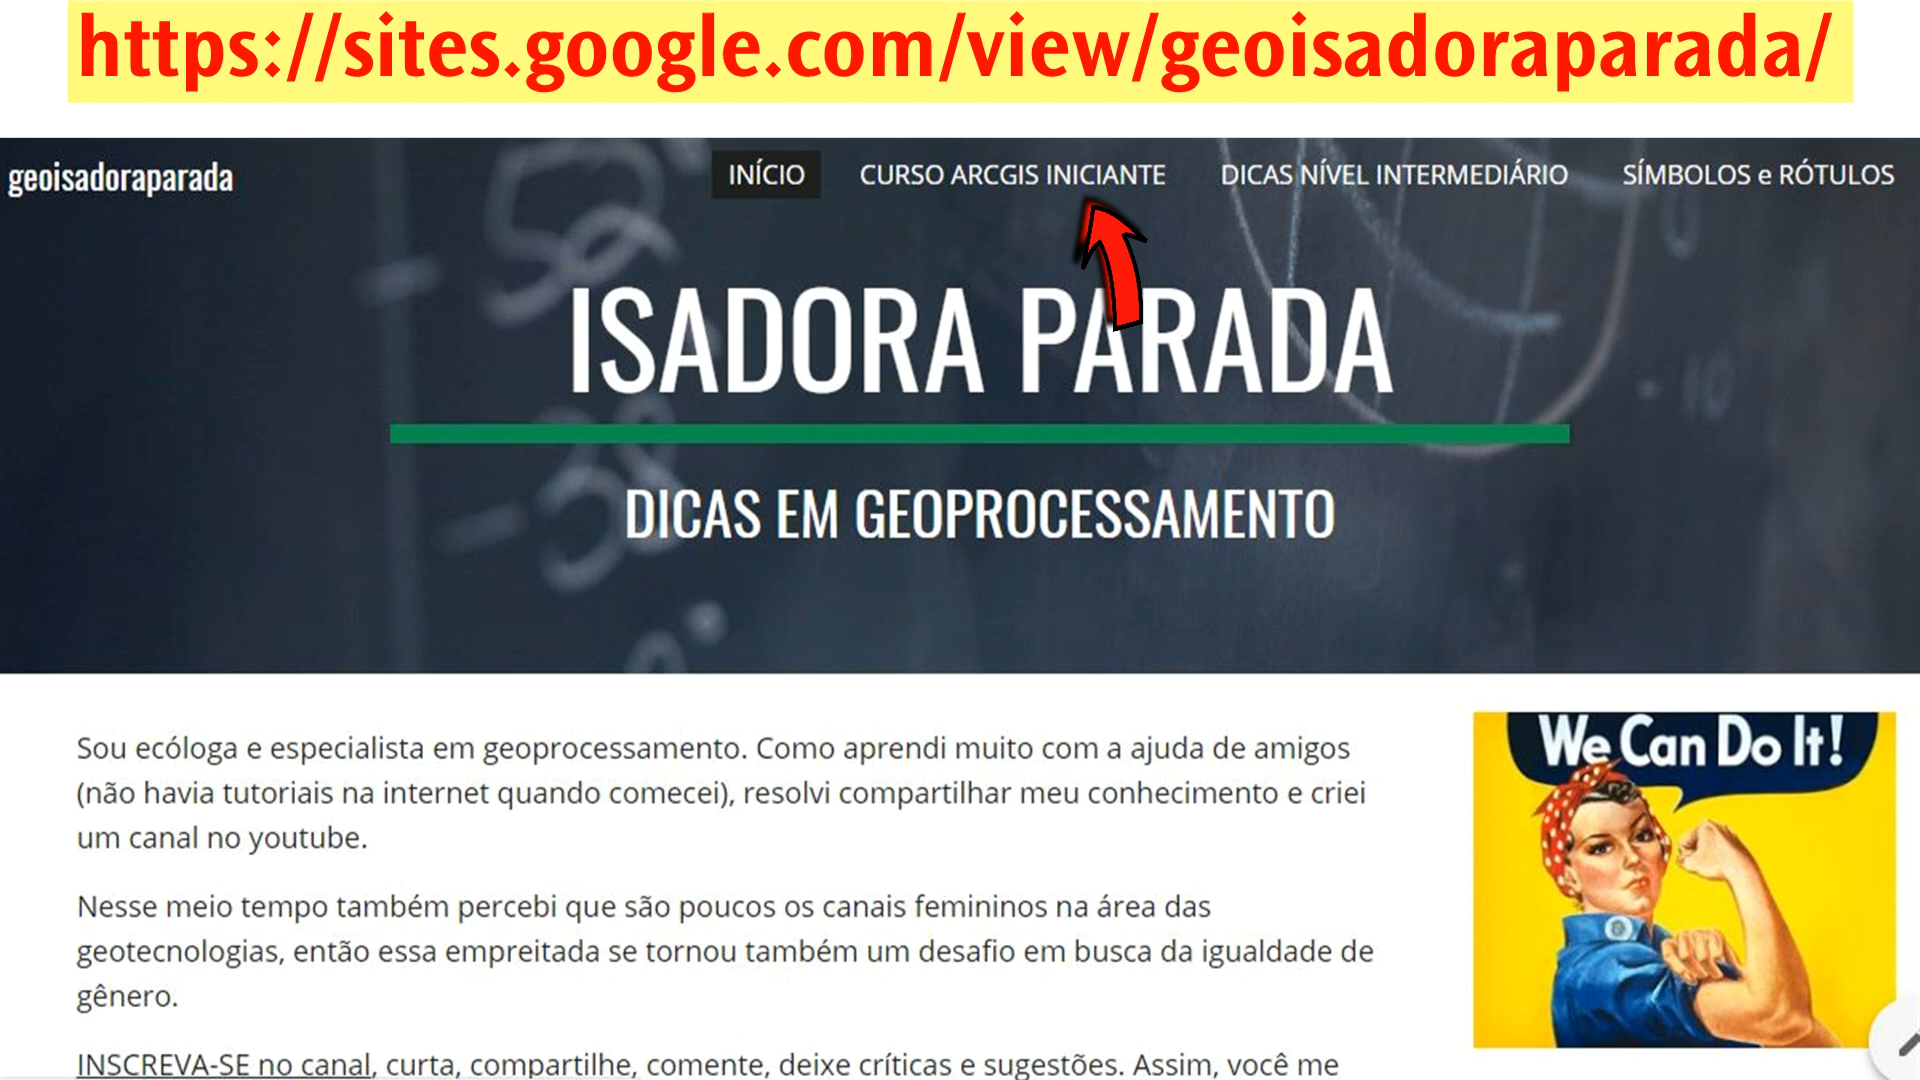 https://sites.google.com/view/geoisadoraparada/
geoisadoraparada
INÍCIO
CURSO ARCGIS INICIANTE
DICAS NÍVEL INTERMEDIÁRIO
SÍMBOLOS e RÓTULOS
ISADORA PARADA
DICAS EM GEOPROCESSAMENTO
Sou ecóloga e especialista em geoprocessamento. Como aprendi muito com a ajuda de amigos
(não havia tutoriais na internet quando comecei), resolvi compartilhar meu conhecimento e criei
um canal no youtube.
Nesse meio tempo também percebi que são poucos os canais femininos na área das
geotecnologias, então essa empreitada se tornou também um desafio em busca da igualdade de
gênero.
INSCREVA-SE no canal, curta, compartilhe, comente, deixe críticas e sugestões. Assim, você me
We Can Do It!